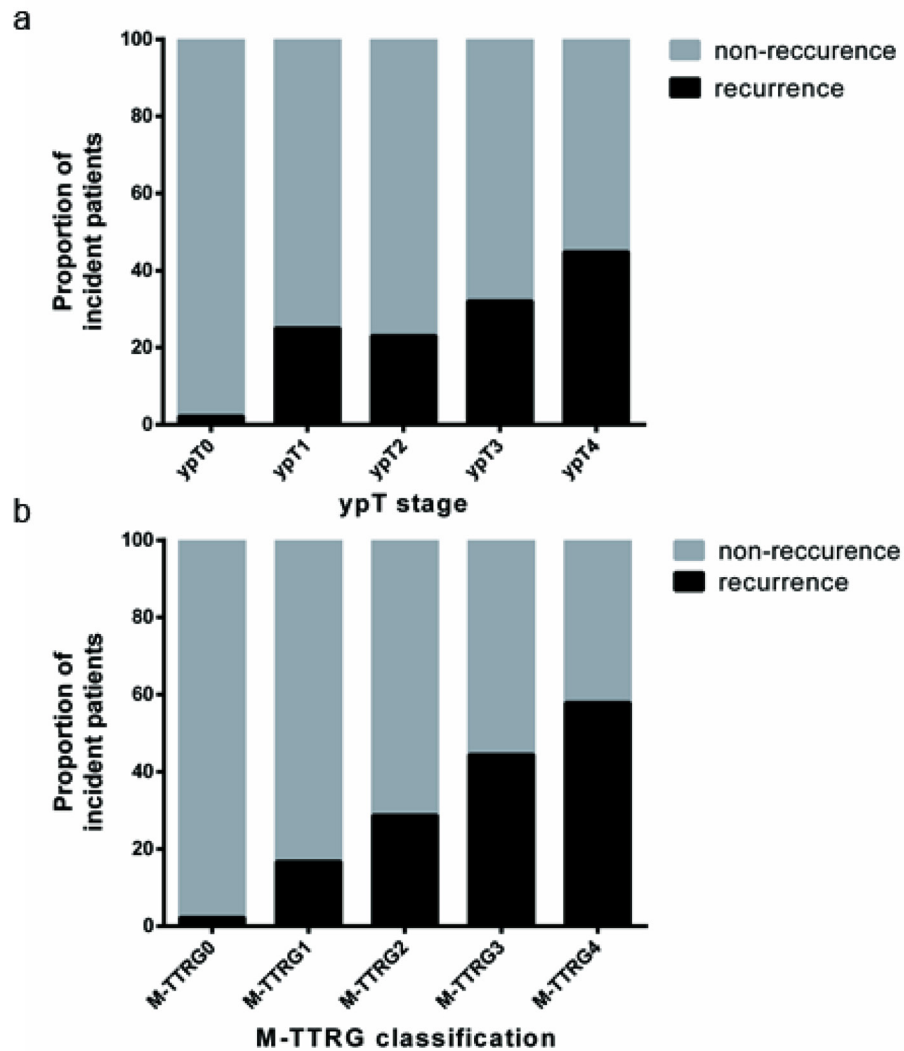 a
100
80
60
40
20
0
Proportion of
incident patients
non-reccurence
recurrence
ypT0
ypT1
ypT2
ypT3
ypT4
ypT stage
b
100
80
60
40
20
0
Proportion of
incident patients
non-reccurence
recurrence
M-TTRG0
M-TTRG1
M-TTRG2
M-TTRG3
M-TTRG4
M-TTRG classification